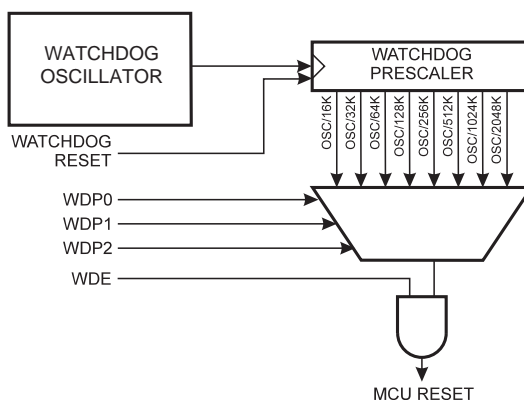 WATCHDOG
OSCILLATOR
WATCHDOG
PRESCALER
WATCHDOG
RESET
OSC/16K
OSC/32K
OSC/64K
OSC/128K
OSC/256K
OSC/512K
OSC/1024K
OSC/2048K
WDP0
WDP1
WDP2
WDE
MCU RESET